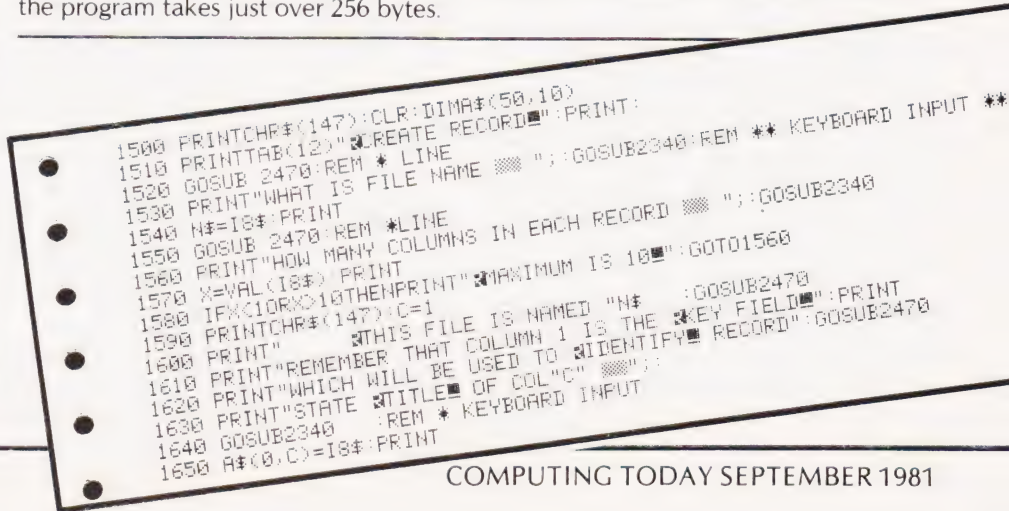 the program takes just over 256 bytes.
1500 PRINTCHR$(147):CLR:DIMA$(50,10)
1510 PRINTTAB(12)"CREATE RECORD":PRINT:
1520 GOSUB 2470:REM * LINE
1530 PRINT"WHAT IS FILE NAME ▒▒ ";:GOSUB2340:REM ** KEYBOARD INPUT **
1540 N$=I8$:PRINT
1550 GOSUB 2470:REM *LINE
1560 PRINT"HOW MANY COLUMNS IN EACH RECORD ▒▒ ";:GOSUB2340
1570 X=VAL(I8$):PRINT
1580 IFX<1ORX>10THENPRINT"MAXIMUM IS 10":GOTO1560
1590 PRINTCHR$(147):C=1
1600 PRINT" THIS FILE IS NAMED "N$ :GOSUB2470
1610 PRINT"REMEMBER THAT COLUMN 1 IS THE KEY FIELD":PRINT
1620 PRINT"WHICH WILL BE USED TO IDENTIFY RECORD":GOSUB2470
1630 PRINT"STATE TITLE OF COL"C" ▒▒";:
1640 GOSUB2340 :REM * KEYBOARD INPUT
1650 A$(0,C)=I8$:PRINT
COMPUTING TODAY SEPTEMBER 1981